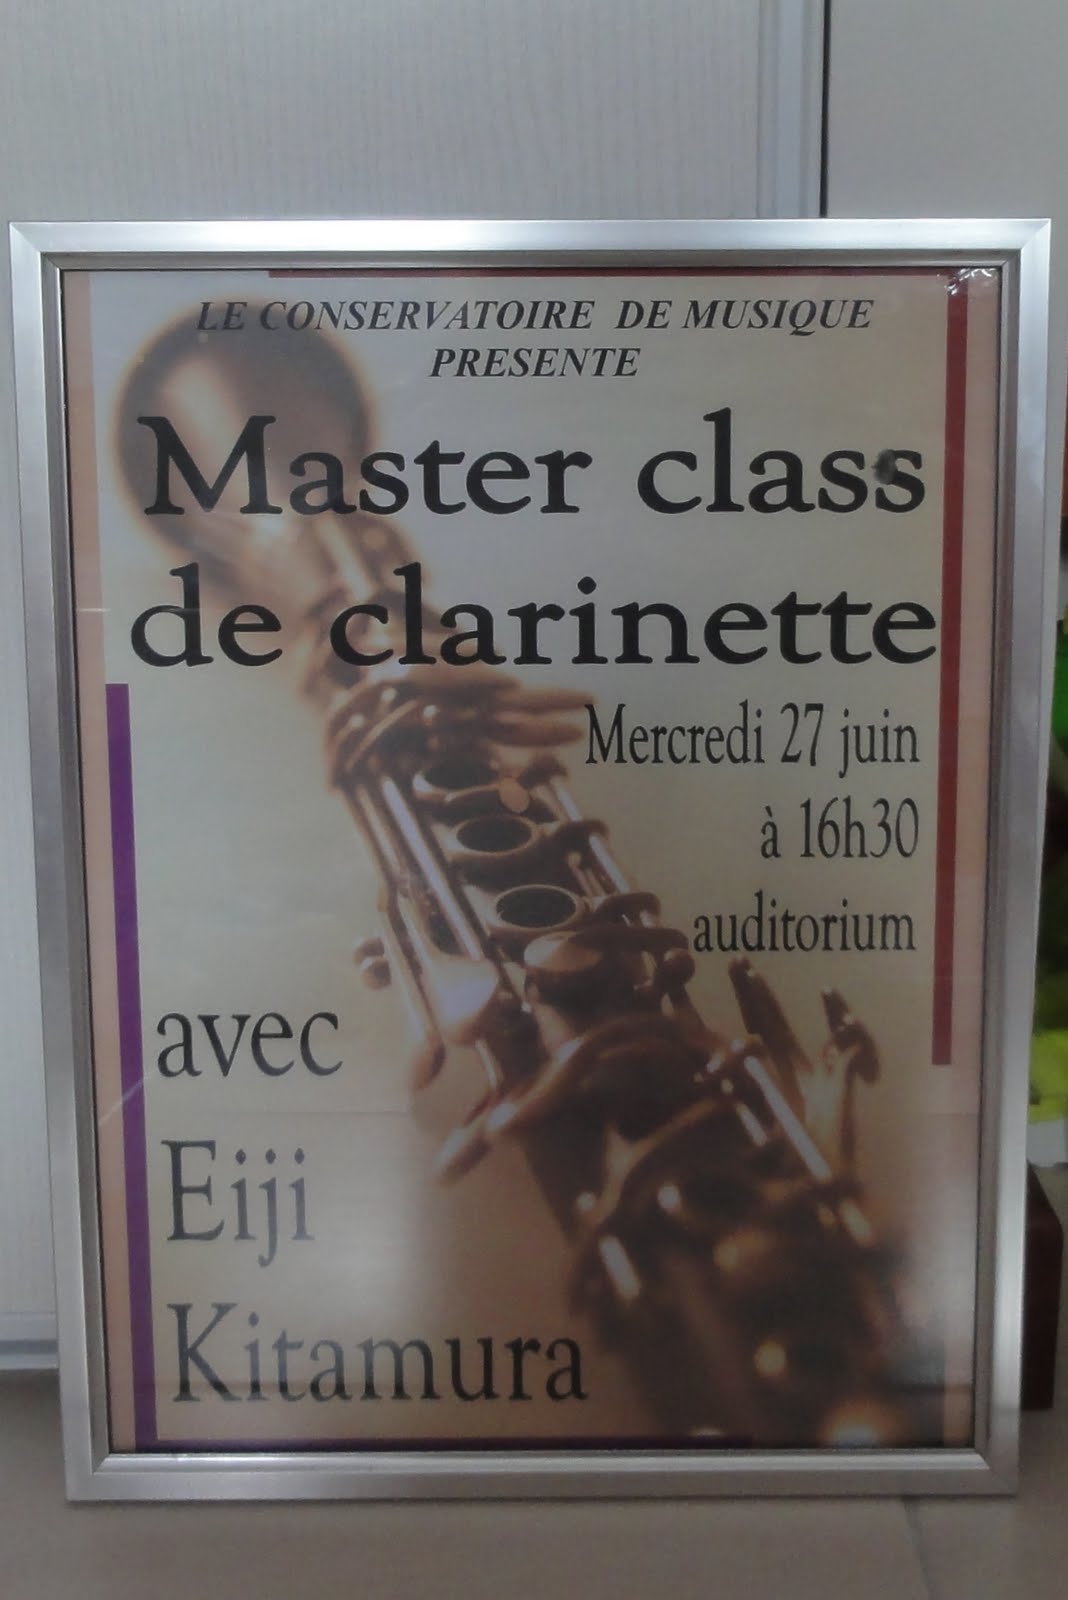 LE CONSERVATOIRE DE MUSIQUE
PRESENTE
Master class
de clarinette
Mercredi 27 juin
à 16h30
auditorium
avec
Eiji
Kitamura